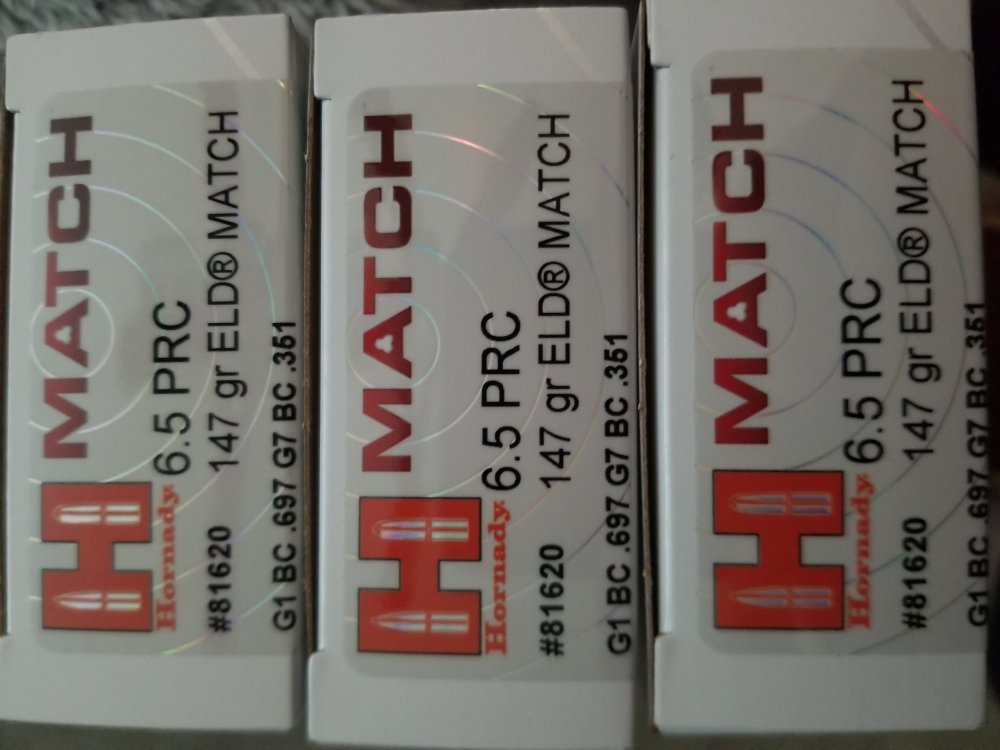 MATCH
H
Hornady
6.5 PRC
#81620
147 gr ELD® MATCH
G1 BC .697 G7 BC .351
MATCH
H
Hornady
6.5 PRC
#81620
147 gr ELD® MATCH
G1 BC .697 G7 BC .351
MATCH
H
Hornady
6.5 PRC
#81620
147 gr ELD® MATCH
G1 BC .697 G7 BC .351